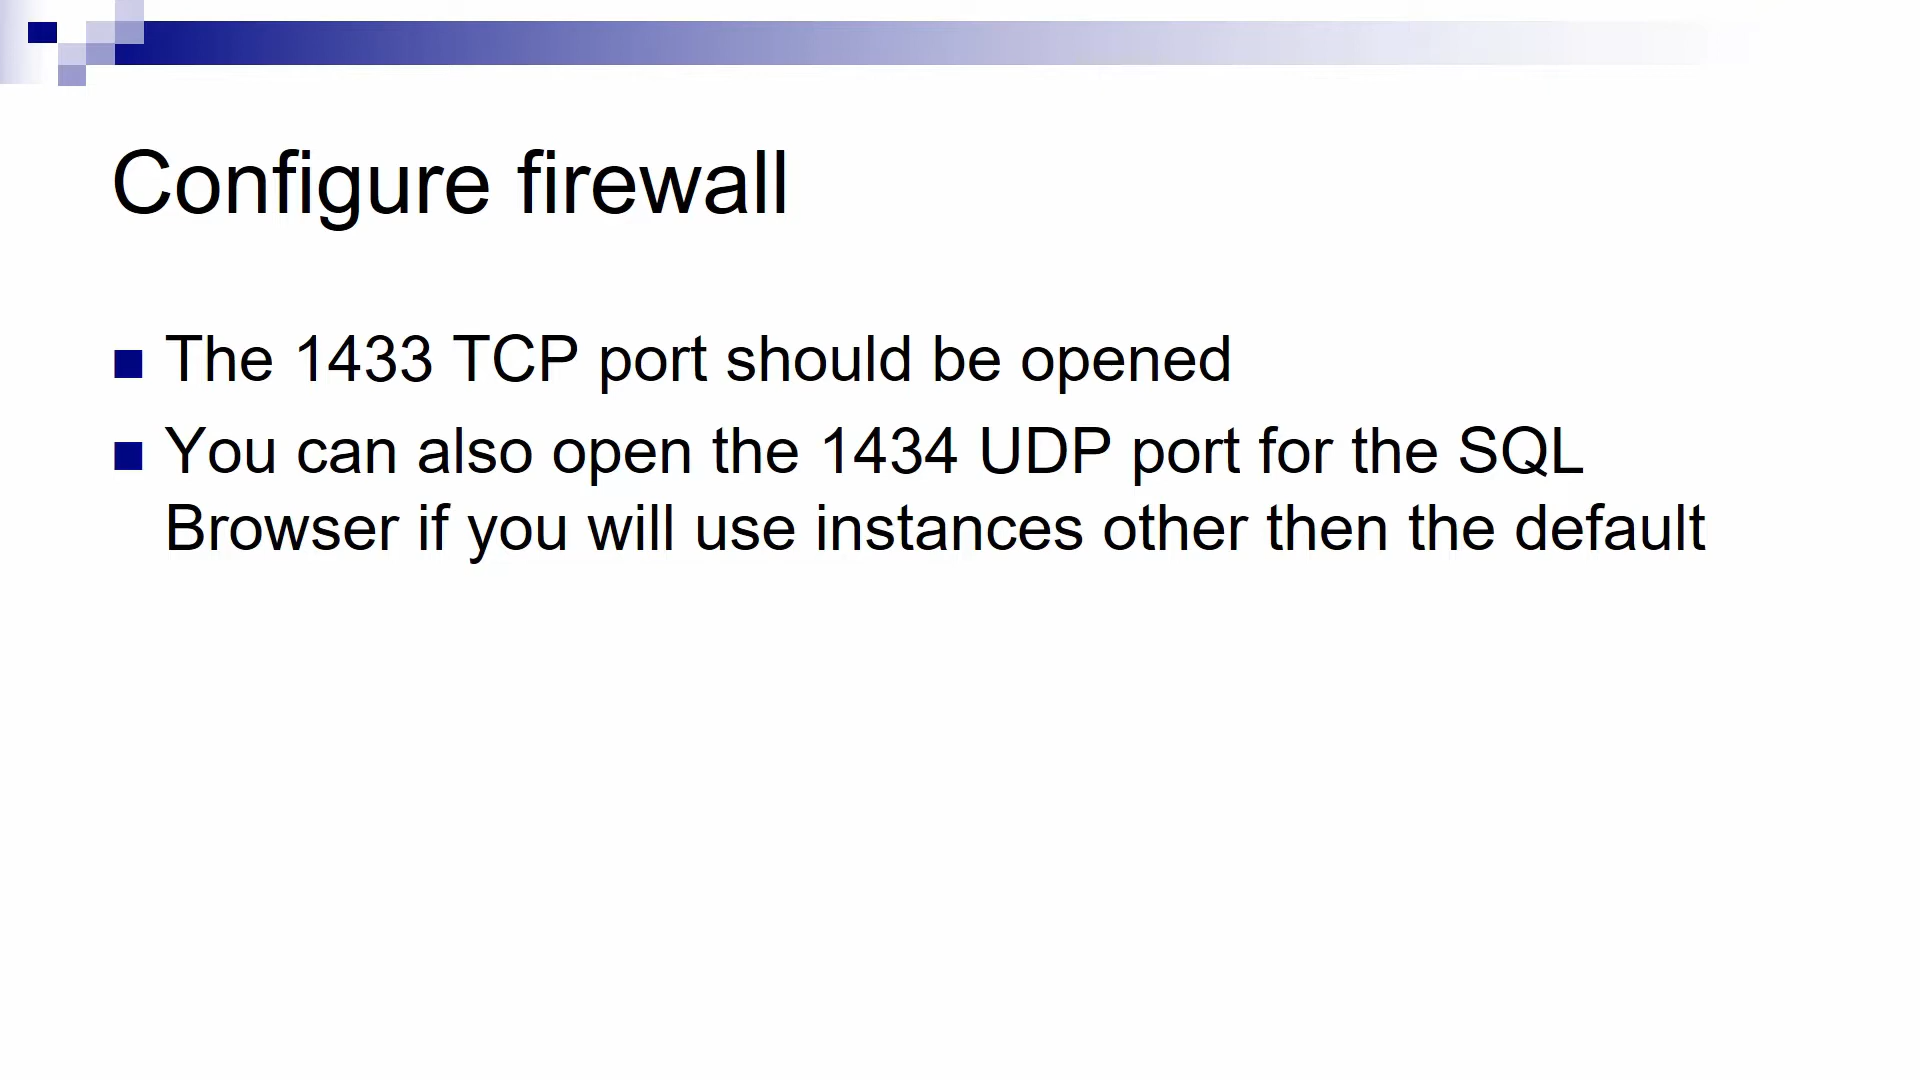 Configure firewall
The 1433 TCP port should be opened
You can also open the 1434 UDP port for the SQL
Browser if you will use instances other then the default